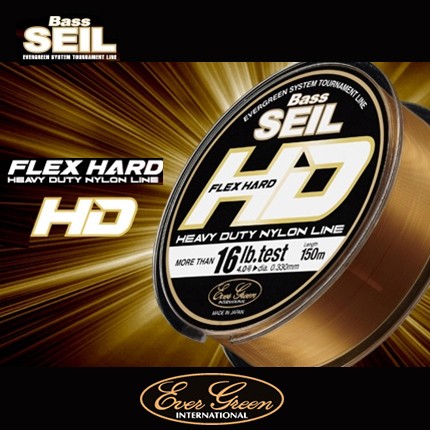 Bass
SEIL
EVERGREEN SYSTEM TOURNAMENT LINE
FLEX HARD
HEAVY DUTY NYLON LINE
HD
EVERGREEN SYSTEM TOURNAMENT LINE
Bass
SEIL
HD
FLEX HARD
HEAVY DUTY NYLON LINE
MORE THAN 16 lb.test
Length 150m
4.0号▶dia. 0.330mm
Ever Green
INTERNATIONAL
MADE IN JAPAN
Ever Green
INTERNATIONAL